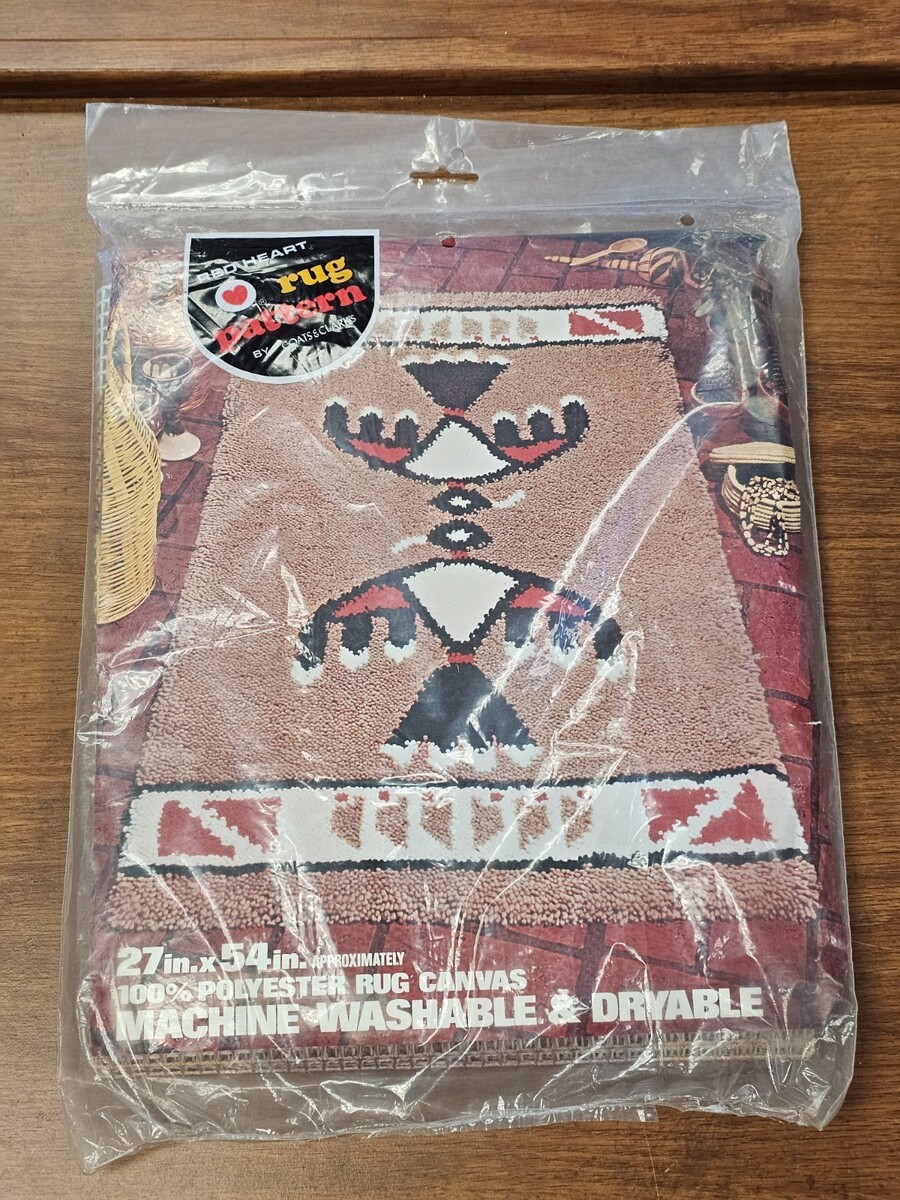 RED HEART
®
rug
pattern
BY COATS & CLARK'S
27in. x 54in. APPROXIMATELY
100% POLYESTER RUG CANVAS
MACHINE WASHABLE & DRYABLE